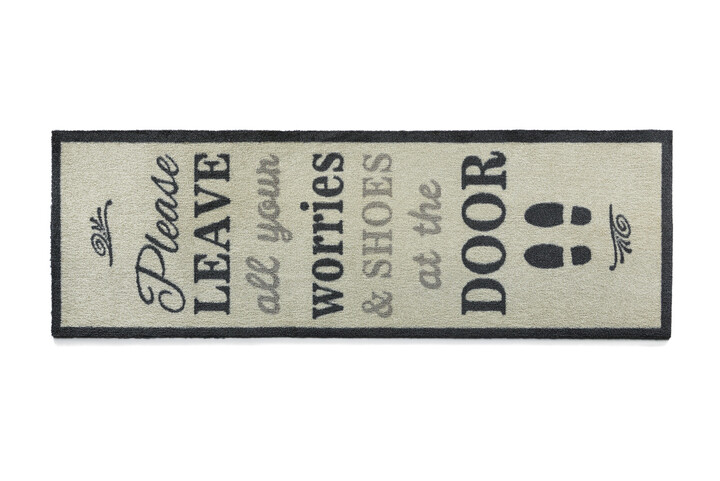 Please
LEAVE
all your
worries
& SHOES
at the
DOOR